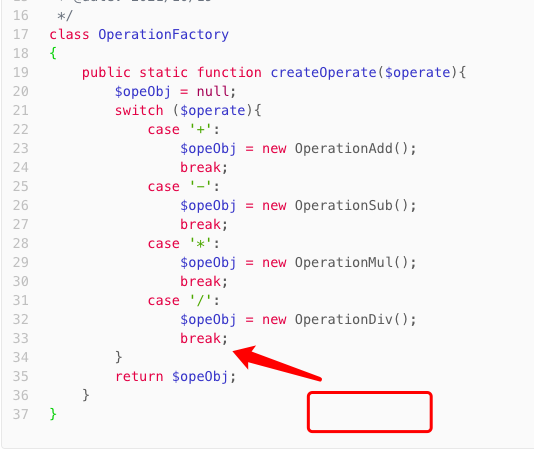 16 */
17 class OperationFactory
18 {
19 public static function createOperate($operate){
20 $opeObj = null;
21 switch ($operate){
22 case '+':
23 $opeObj = new OperationAdd();
24 break;
25 case '-':
26 $opeObj = new OperationSub();
27 break;
28 case '*':
29 $opeObj = new OperationMul();
30 break;
31 case '/':
32 $opeObj = new OperationDiv();
33 break;
34 }
35 return $opeObj;
36 }
37 }